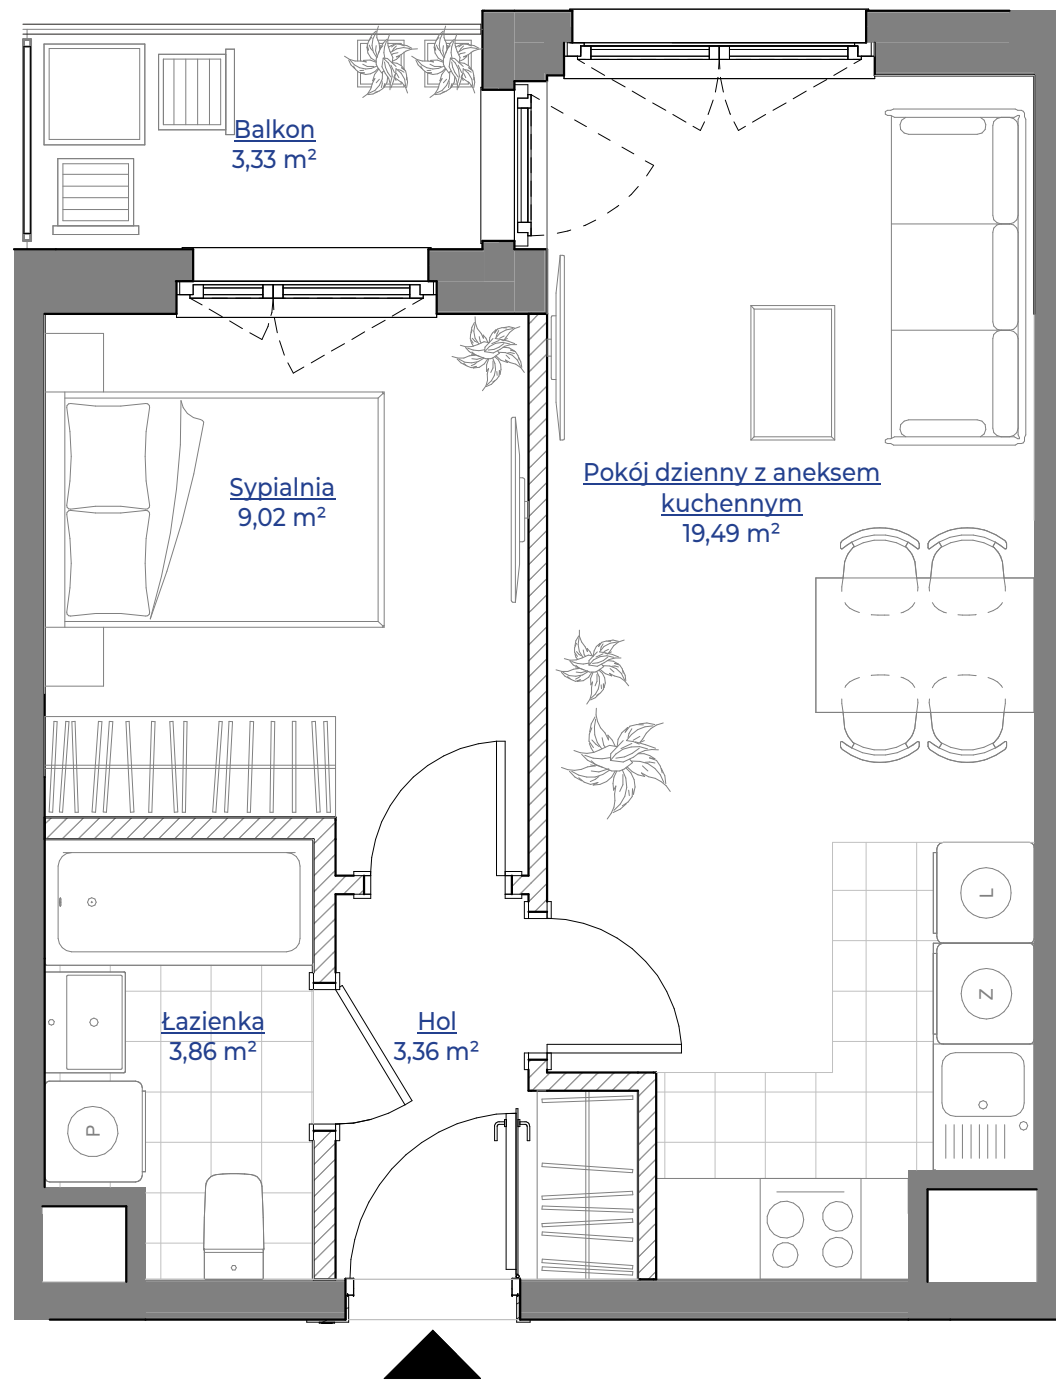 Balkon
3,33 m²
Sypialnia
9,02 m²
Pokój dzienny z aneksem
kuchennym
19,49 m²
L
Z
Łazienka
3,86 m²
Hol
3,36 m²
P